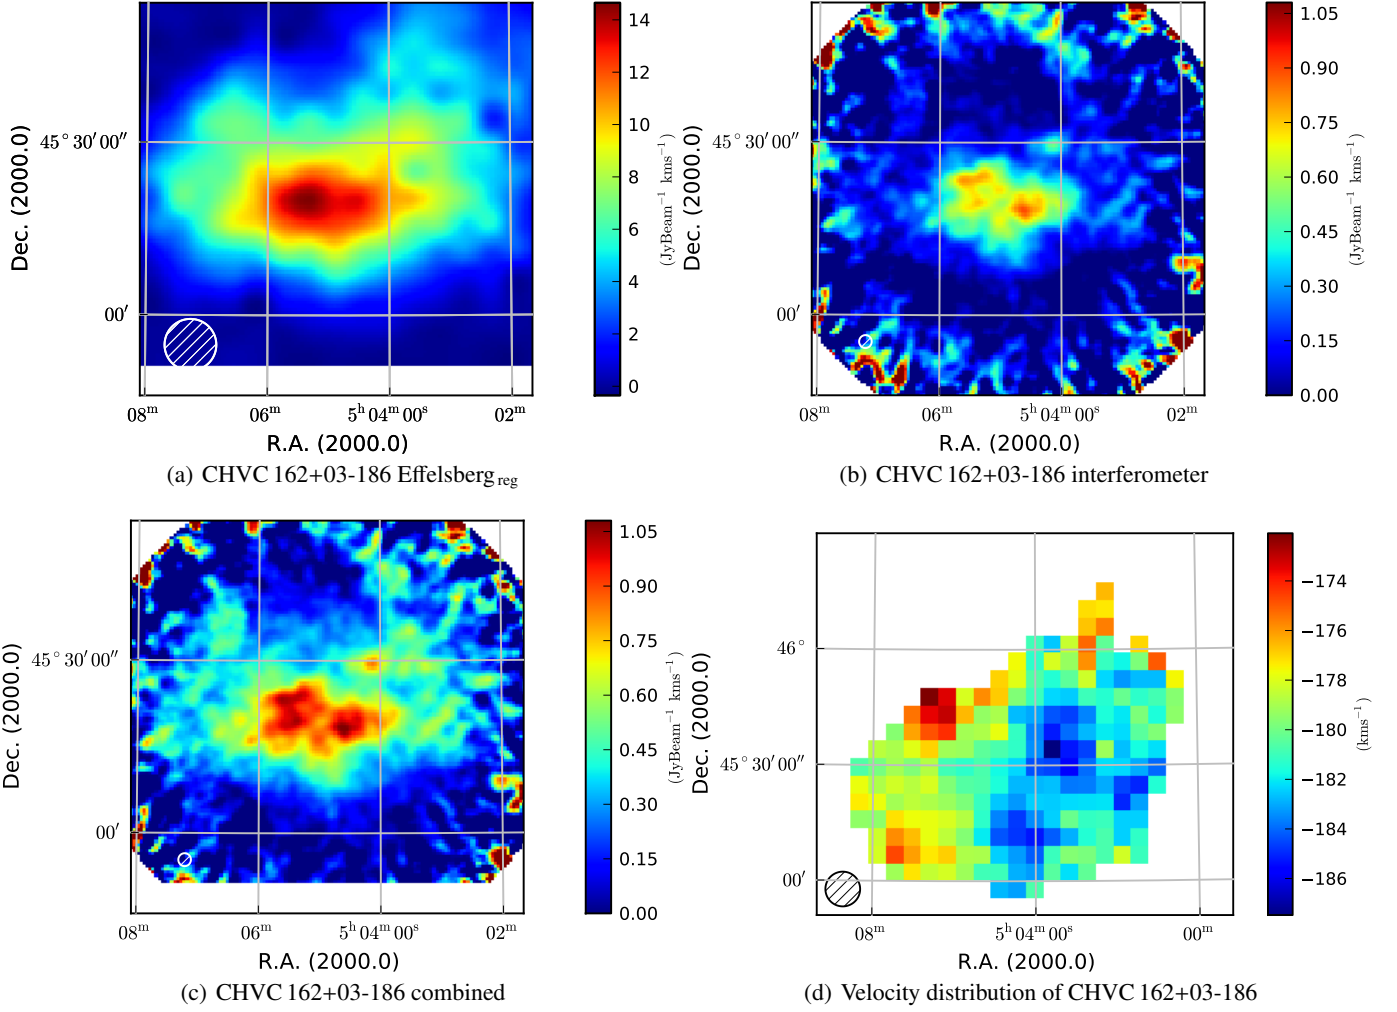 14
12
10
8
6
4
2
0
(JyBeam⁻¹ kms⁻¹)
Dec. (2000.0)
45° 30′ 00″
00′
08ᵐ 06ᵐ 5ʰ 04ᵐ 00ˢ 02ᵐ
R.A. (2000.0)
(a) CHVC 162+03-186 Effelsberg reg
1.05
0.90
0.75
0.60
0.45
0.30
0.15
0.00
(JyBeam⁻¹ kms⁻¹)
Dec. (2000.0)
45° 30′ 00″
00′
08ᵐ 06ᵐ 5ʰ 04ᵐ 00ˢ 02ᵐ
R.A. (2000.0)
(b) CHVC 162+03-186 interferometer
1.05
0.90
0.75
0.60
0.45
0.30
0.15
0.00
(JyBeam⁻¹ kms⁻¹)
Dec. (2000.0)
45° 30′ 00″
00′
08ᵐ 06ᵐ 5ʰ 04ᵐ 00ˢ 02ᵐ
R.A. (2000.0)
(c) CHVC 162+03-186 combined
−174
−176
−178
−180
−182
−184
−186
(kms⁻¹)
Dec. (2000.0)
46°
45° 30′ 00″
00′
08ᵐ 5ʰ 04ᵐ 00ˢ 00ᵐ
R.A. (2000.0)
(d) Velocity distribution of CHVC 162+03-186